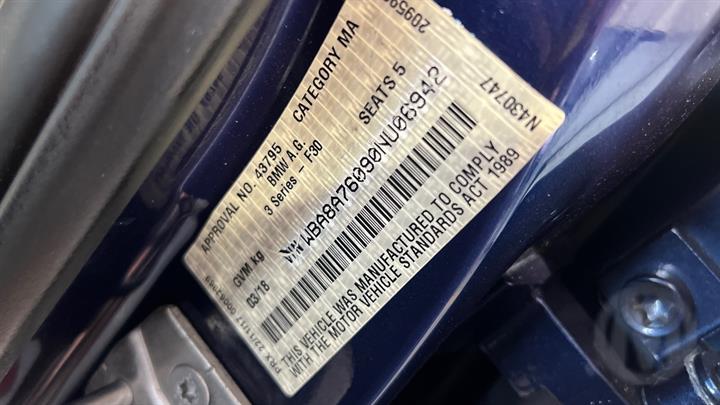 APPROVAL NO. 43795 CATEGORY MA
BMW A.G.
3 Series - F30 SEATS 5
VIN WBA8A76090NU06942
GVM kg
03/18
N430747
THIS VEHICLE WAS MANUFACTURED TO COMPLY
WITH THE MOTOR VEHICLE STANDARDS ACT 1989